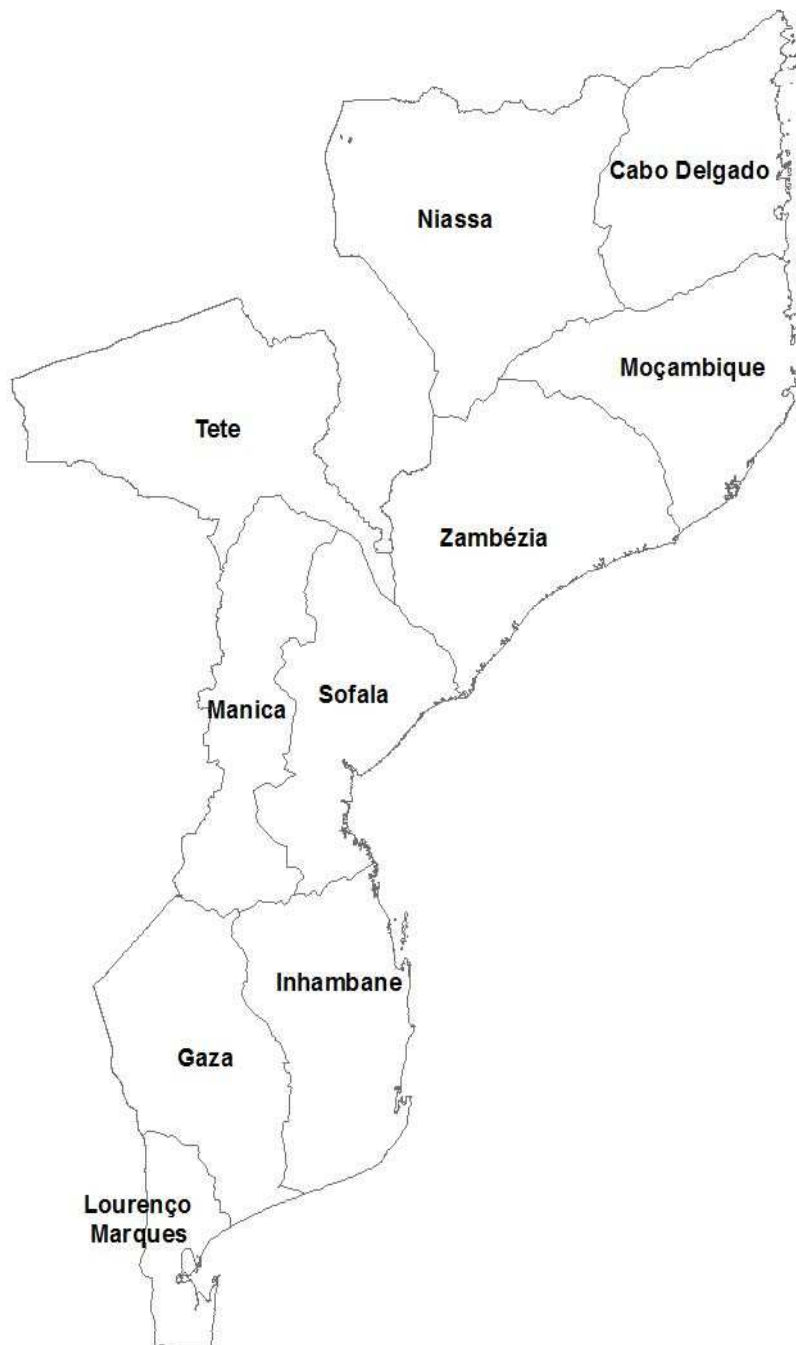 Cabo Delgado
Niassa
Moçambique
Tete
Zambézia
Sofala
Manica
Inhambane
Gaza
Lourenço
Marques